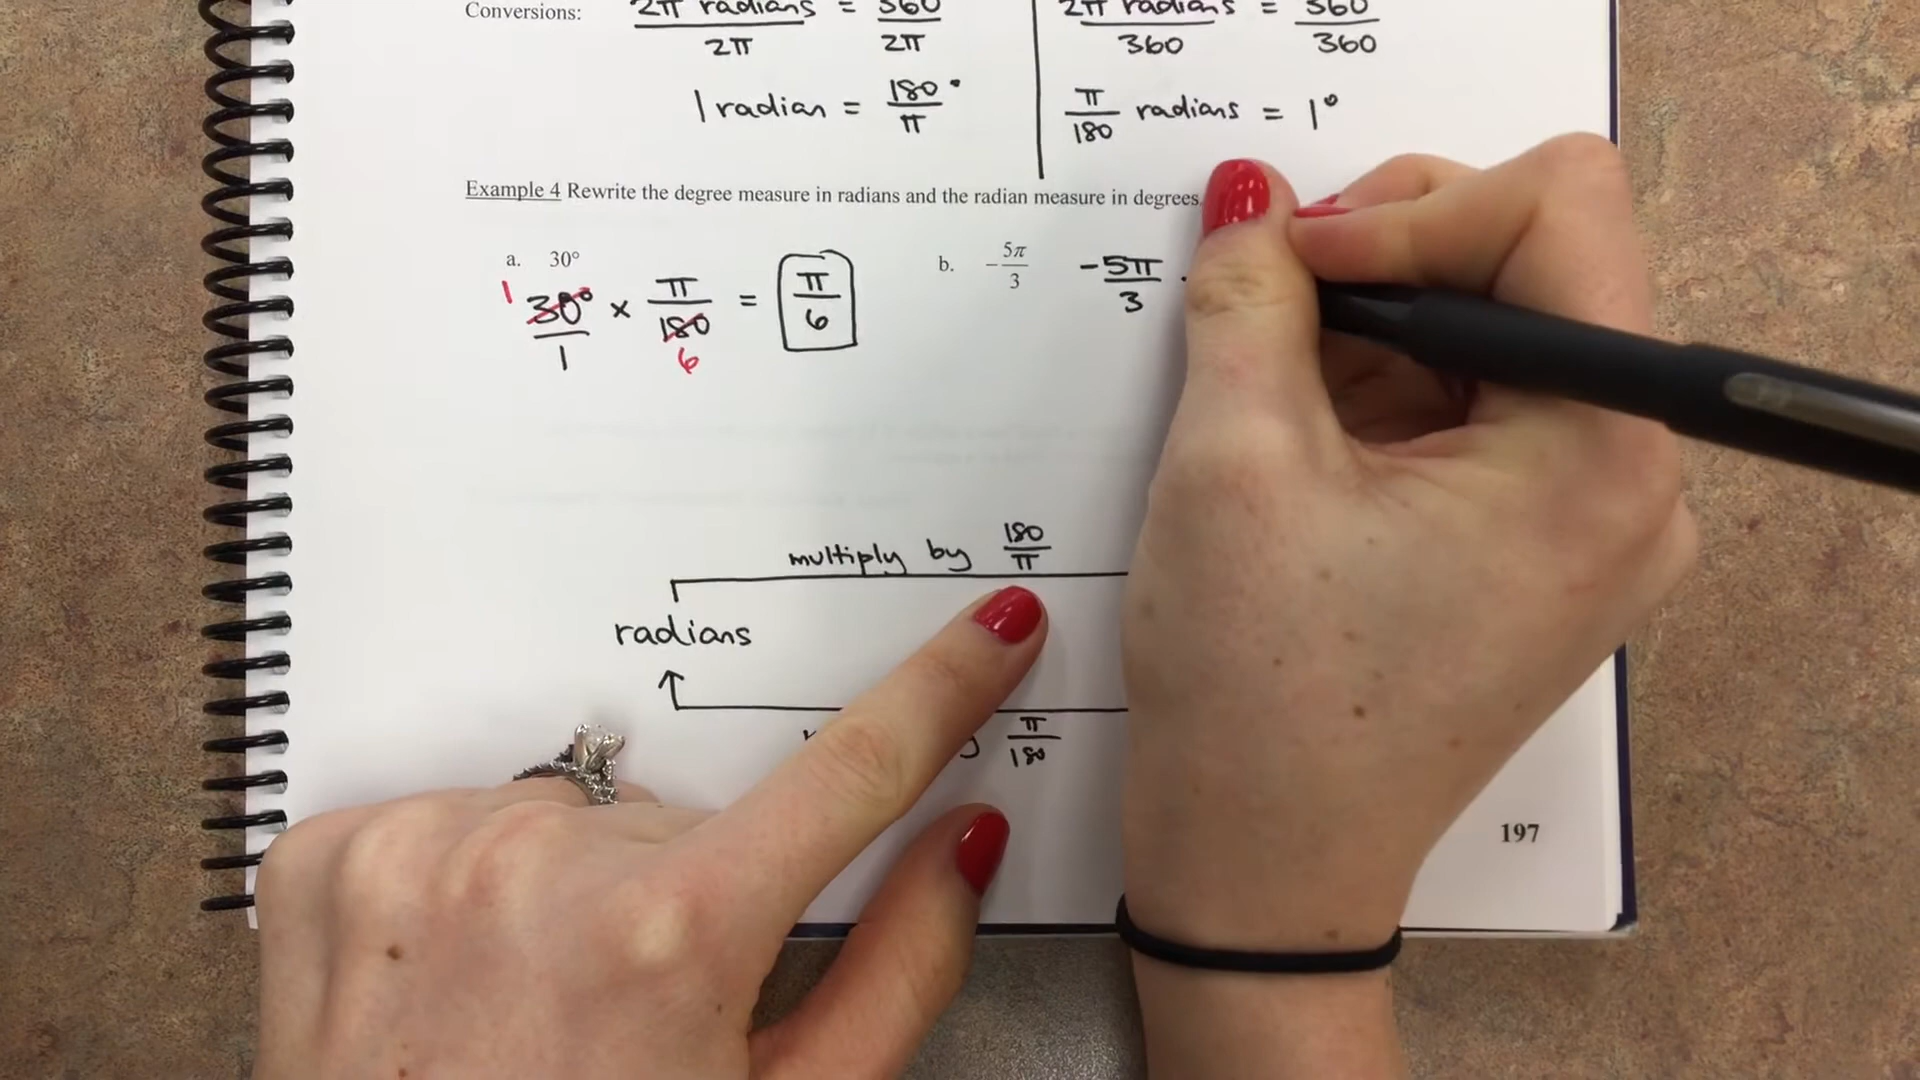 Conversions: 2π radians / 2π = 360 / 2π
1 radian = 180° / π
2π radians / 360 = 360 / 360
π / 180 radians = 1°
Example 4 Rewrite the degree measure in radians and the radian measure in degrees.
a. 30°
1 30° / 1 × π / 180 6 = π / 6
b. -5π / 3 -5π / 3
multiply by 180 / π
radians
π / 180
197